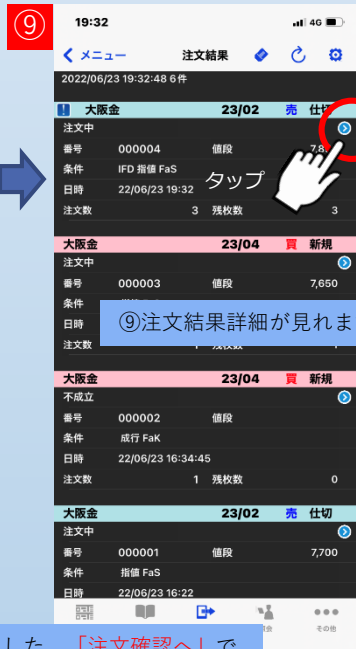 ⑨
19:32 4G
メニュー 注文結果
2022/06/23 19:32:48 6件
大阪金 23/02 売 仕切
注文中
番号 000004 値段
条件 IFD 指値 FaS
タップ
日時 22/06/23 19:32
注文数 3 残枚数 3
大阪金 23/04 買 新規
注文中
番号 000003 値段 7,650
条件
日時
⑨注文結果詳細が見れま
注文数
大阪金 23/04 買 新規
不成立
番号 000002 値段
条件 成行 FaK
日時 22/06/23 16:34:45
注文数 1 残枚数 0
大阪金 23/02 売 仕切
注文中
番号 000001 値段 7,700
条件 指値 FaS
日時 22/06/23 16:22
その他
した。「注文確認へ」で